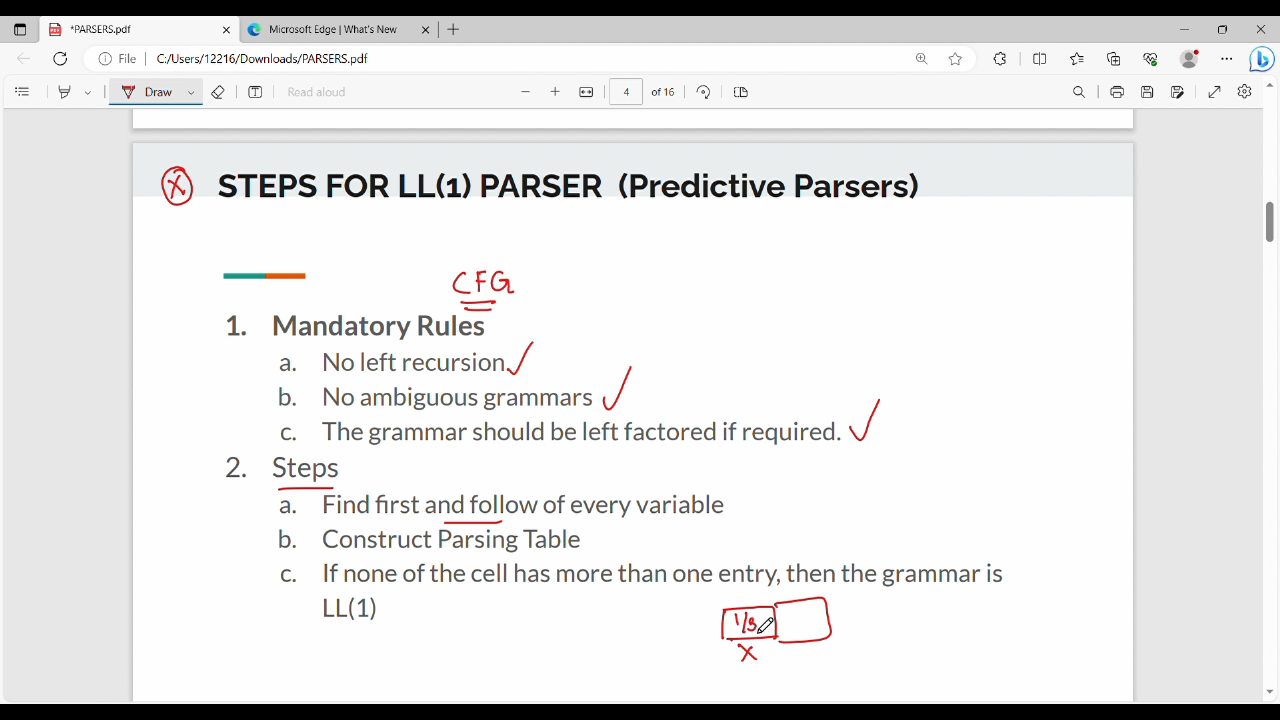 *PARSERS.pdf
Microsoft Edge | What's New
File
C:/Users/12216/Downloads/PARSERS.pdf
Draw
Read aloud
4
of 16
X STEPS FOR LL(1) PARSER (Predictive Parsers)
CFG
1. Mandatory Rules
a. No left recursion.
b. No ambiguous grammars
c. The grammar should be left factored if required.
2. Steps
a. Find first and follow of every variable
b. Construct Parsing Table
c. If none of the cell has more than one entry, then the grammar is
LL(1)
1/3
X